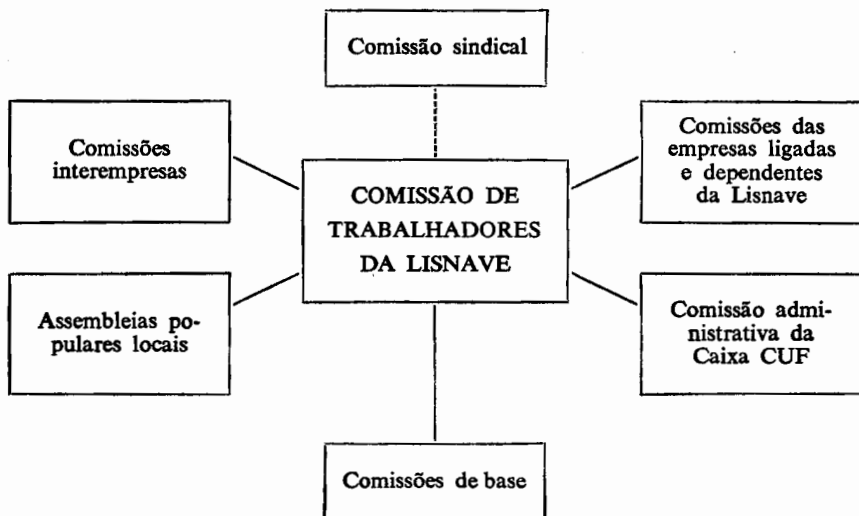 Comissão sindical
Comissões
interempresas
Comissões das
empresas ligadas
e dependentes
da Lisnave
COMISSÃO DE
TRABALHADORES
DA LISNAVE
Assembleias po-
pulares locais
Comissão admi-
nistrativa da
Caixa CUF
Comissões de base